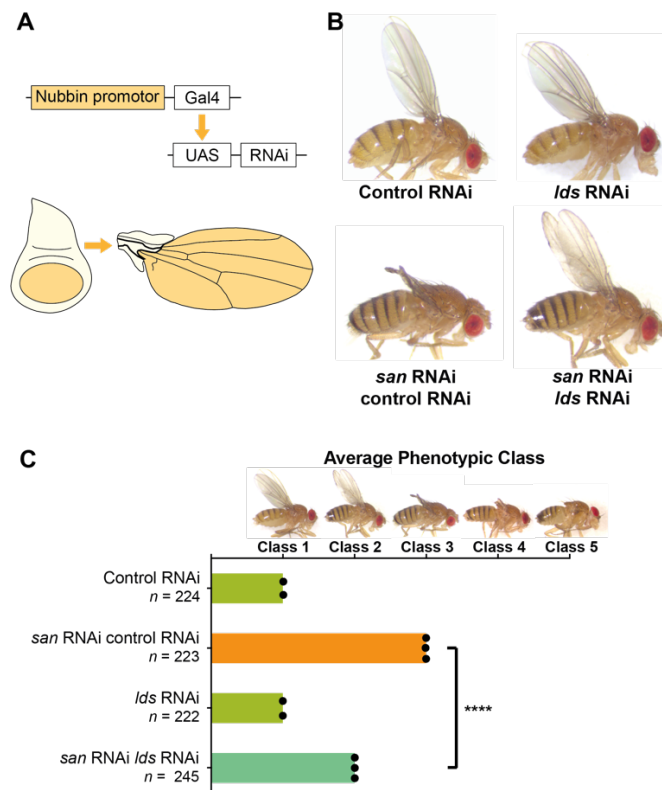 A
Nubbin promotor
Gal4
UAS
RNAi
B
Control RNAi
lds RNAi
san RNAi
control RNAi
san RNAi
lds RNAi
C
Average Phenotypic Class
Class 1
Class 2
Class 3
Class 4
Class 5
Control RNAi
n = 224
san RNAi control RNAi
n = 223
lds RNAi
n = 222
san RNAi lds RNAi
n = 245
****